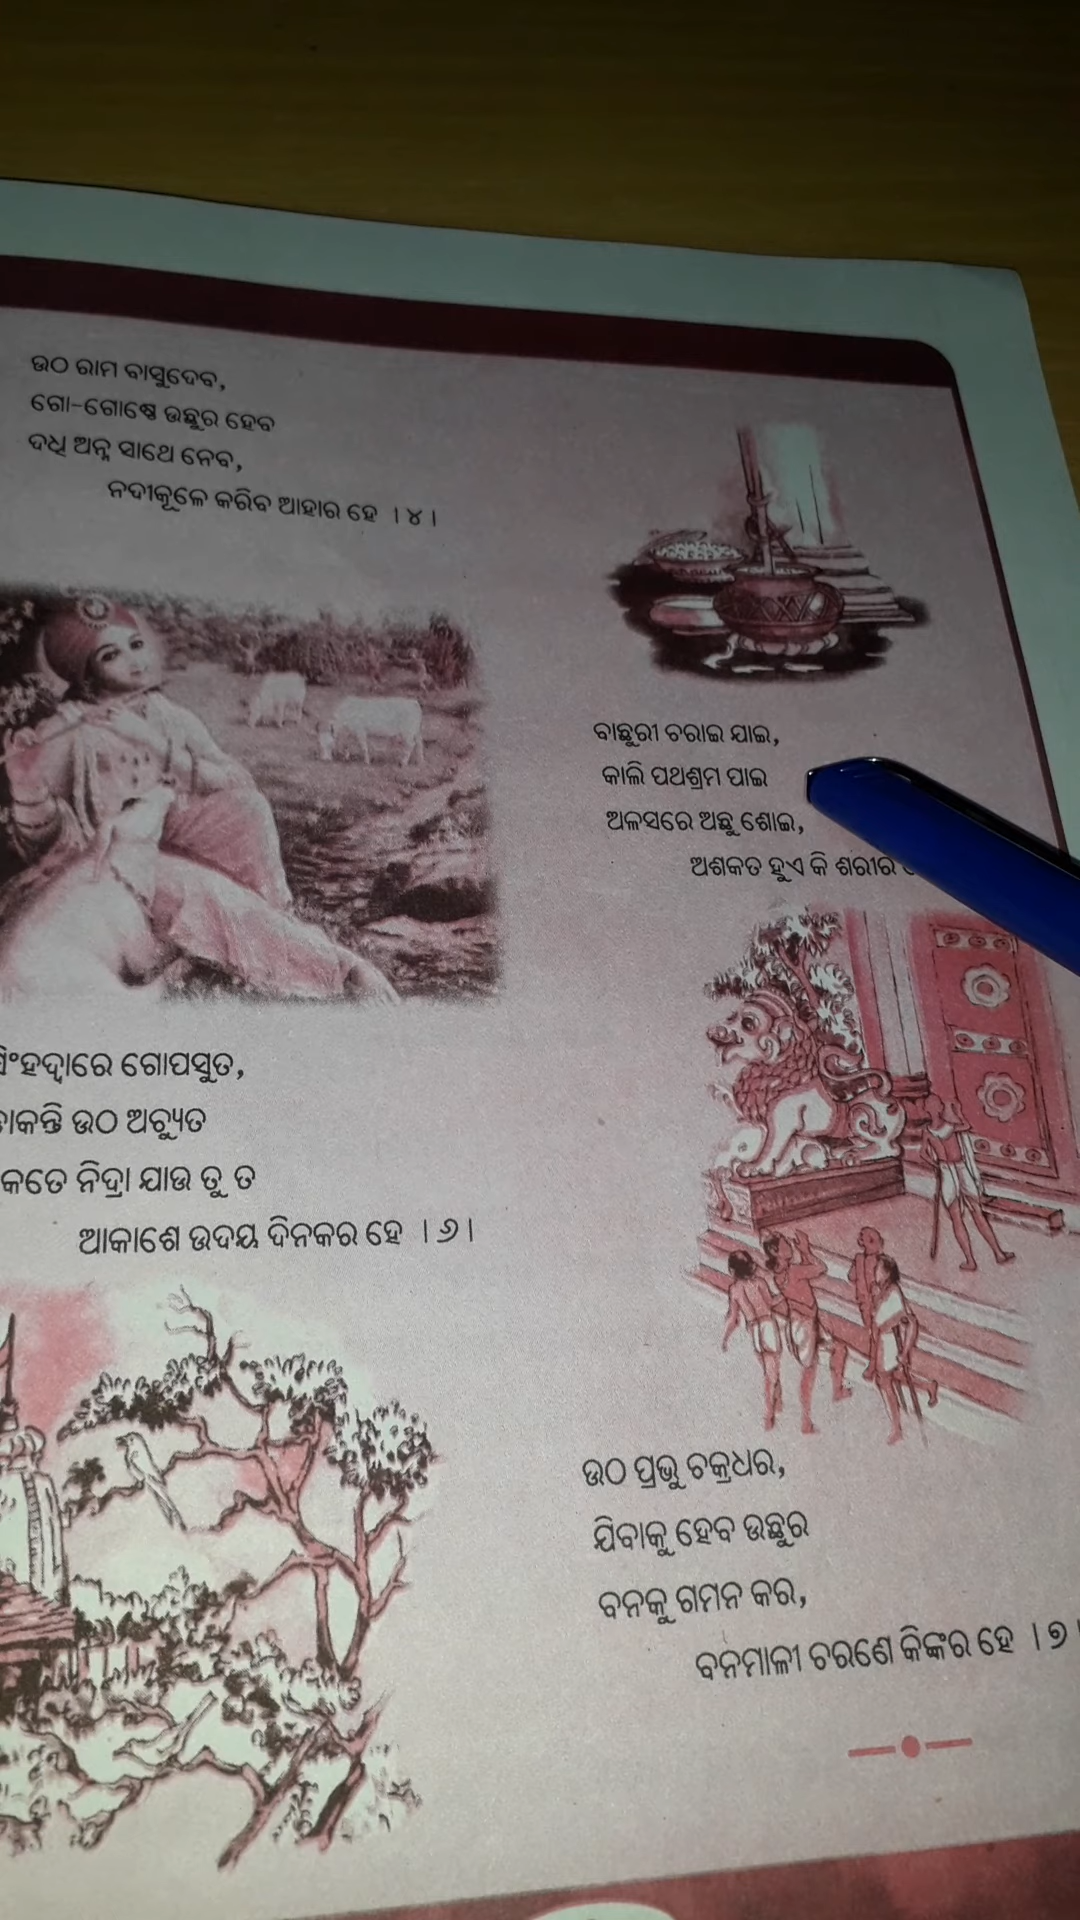 ଉଠ ରାମ ବାସୁଦେବ,
ଗୋ-ଗୋଷ୍ଠେ ଉଛୁର ହେବ
ଦଧି ଅନ୍ନ ସାଥେ ନେବ,
ନଦୀକୂଳେ କରିବ ଆହାର ହେ ।୪।
ବାଛୁରୀ ଚରାଇ ଯାଇ,
କାଲି ପଥଶ୍ରମ ପାଇ
ଅଳସରେ ଅଛୁ ଶୋଇ,
ଅଶକତ ହୁଏ କି ଶରୀର
ସିଂହଦ୍ୱାରେ ଗୋପସୁତ,
ଡାକନ୍ତି ଉଠ ଅଚ୍ୟୁତ
କେତେ ନିଦ୍ରା ଯାଉ ତୁ ତ
ଆକାଶେ ଉଦୟ ଦିନକର ହେ ।୬।
ଉଠ ପ୍ରଭୁ ଚକ୍ରଧର,
ଯିବାକୁ ହେବ ଉଛୁର
ବନକୁ ଗମନ କର,
ବନମାଳୀ ଚରଣେ କିଙ୍କର ହେ ।୭।